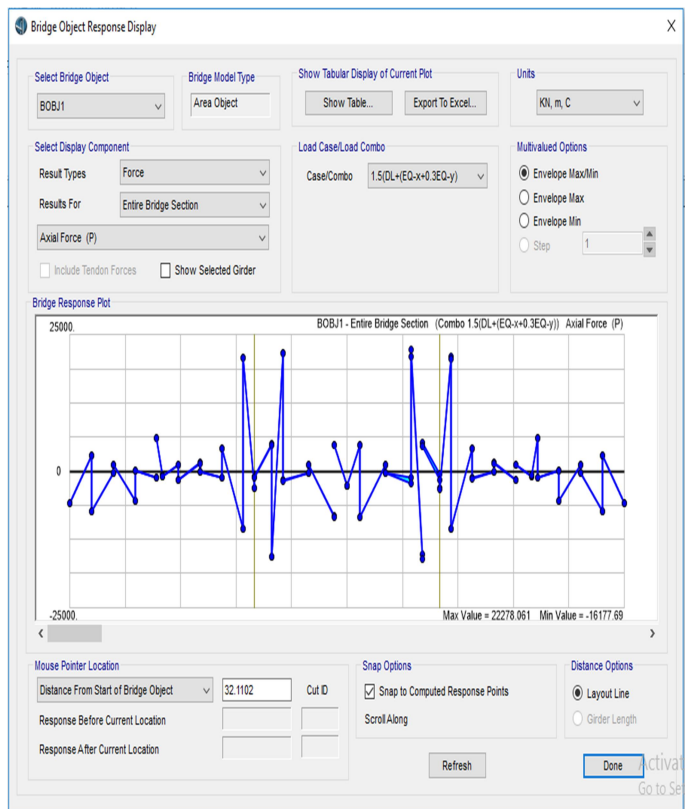 Bridge Object Response Display
X
Select Bridge Object
BOBJ1
Bridge Model Type
Area Object
Show Tabular Display of Current Plot
Show Table...
Export To Excel...
Units
KN, m, C
Select Display Component
Result Types
Force
Results For
Entire Bridge Section
Axial Force (P)
Include Tendon Forces
Show Selected Girder
Load Case/Load Combo
Case/Combo
1.5(DL+(EQ-x+0.3EQ-y)
Multivalued Options
Envelope Max/Min
Envelope Max
Envelope Min
Step
1
Bridge Response Plot
25000.
BOBJ1 - Entire Bridge Section (Combo 1.5(DL+(EQ-x+0.3EQ-y)) Axial Force (P)
0
-25000.
Max Value = 22278.061 Min Value = -16177.69
Mouse Pointer Location
Distance From Start of Bridge Object
32.1102
Cut ID
Response Before Current Location
Response After Current Location
Snap Options
Snap to Computed Response Points
Scroll Along
Distance Options
Layout Line
Girder Length
Refresh
Done
Activat
Go to Se